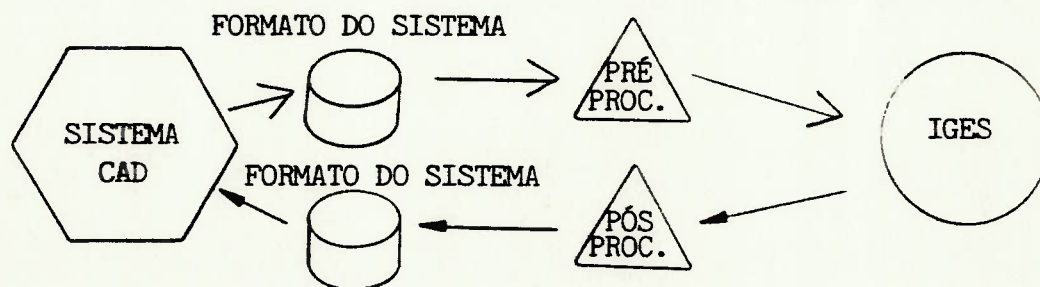 FORMATO DO SISTEMA
SISTEMA
CAD
PRÉ
PROC.
IGES
FORMATO DO SISTEMA
PÓS
PROC.